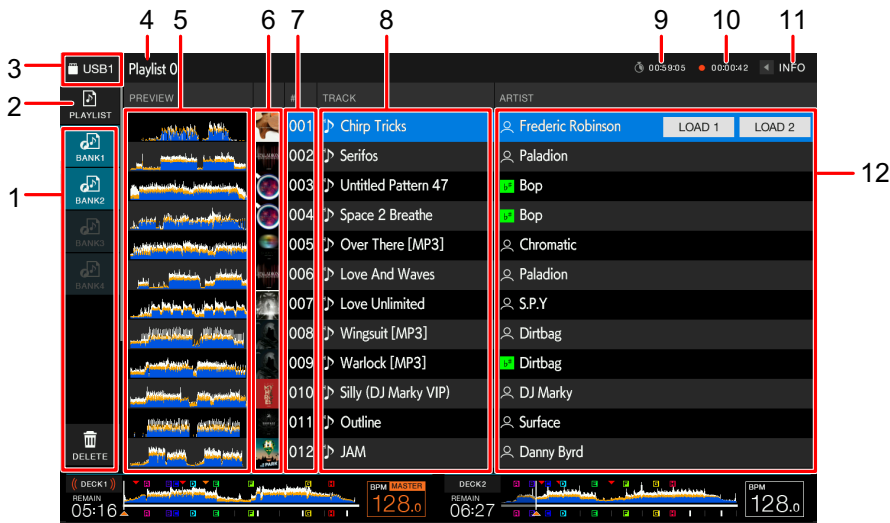 4 5 6 7 8 9 10 11
3 USB1 Playlist 0 00:59:05 00:00:42 INFO
2 PLAYLIST PREVIEW # TRACK ARTIST
001 Chirp Tricks Frederic Robinson LOAD 1 LOAD 2
BANK1 002 Serifos Paladion
1 BANK2 003 Untitled Pattern 47 Bop 12
004 Space 2 Breathe Bop
BANK3 005 Over There [MP3] Chromatic
BANK4 006 Love And Waves Paladion
007 Love Unlimited S.P.Y
008 Wingsuit [MP3] Dirtbag
009 Warlock [MP3] Dirtbag
010 Silly (DJ Marky VIP) DJ Marky
011 Outline Surface
DELETE 012 JAM Danny Byrd
DECK1 BPM MASTER DECK2 BPM
REMAIN 128.0 REMAIN 128.0
05:16 06:27